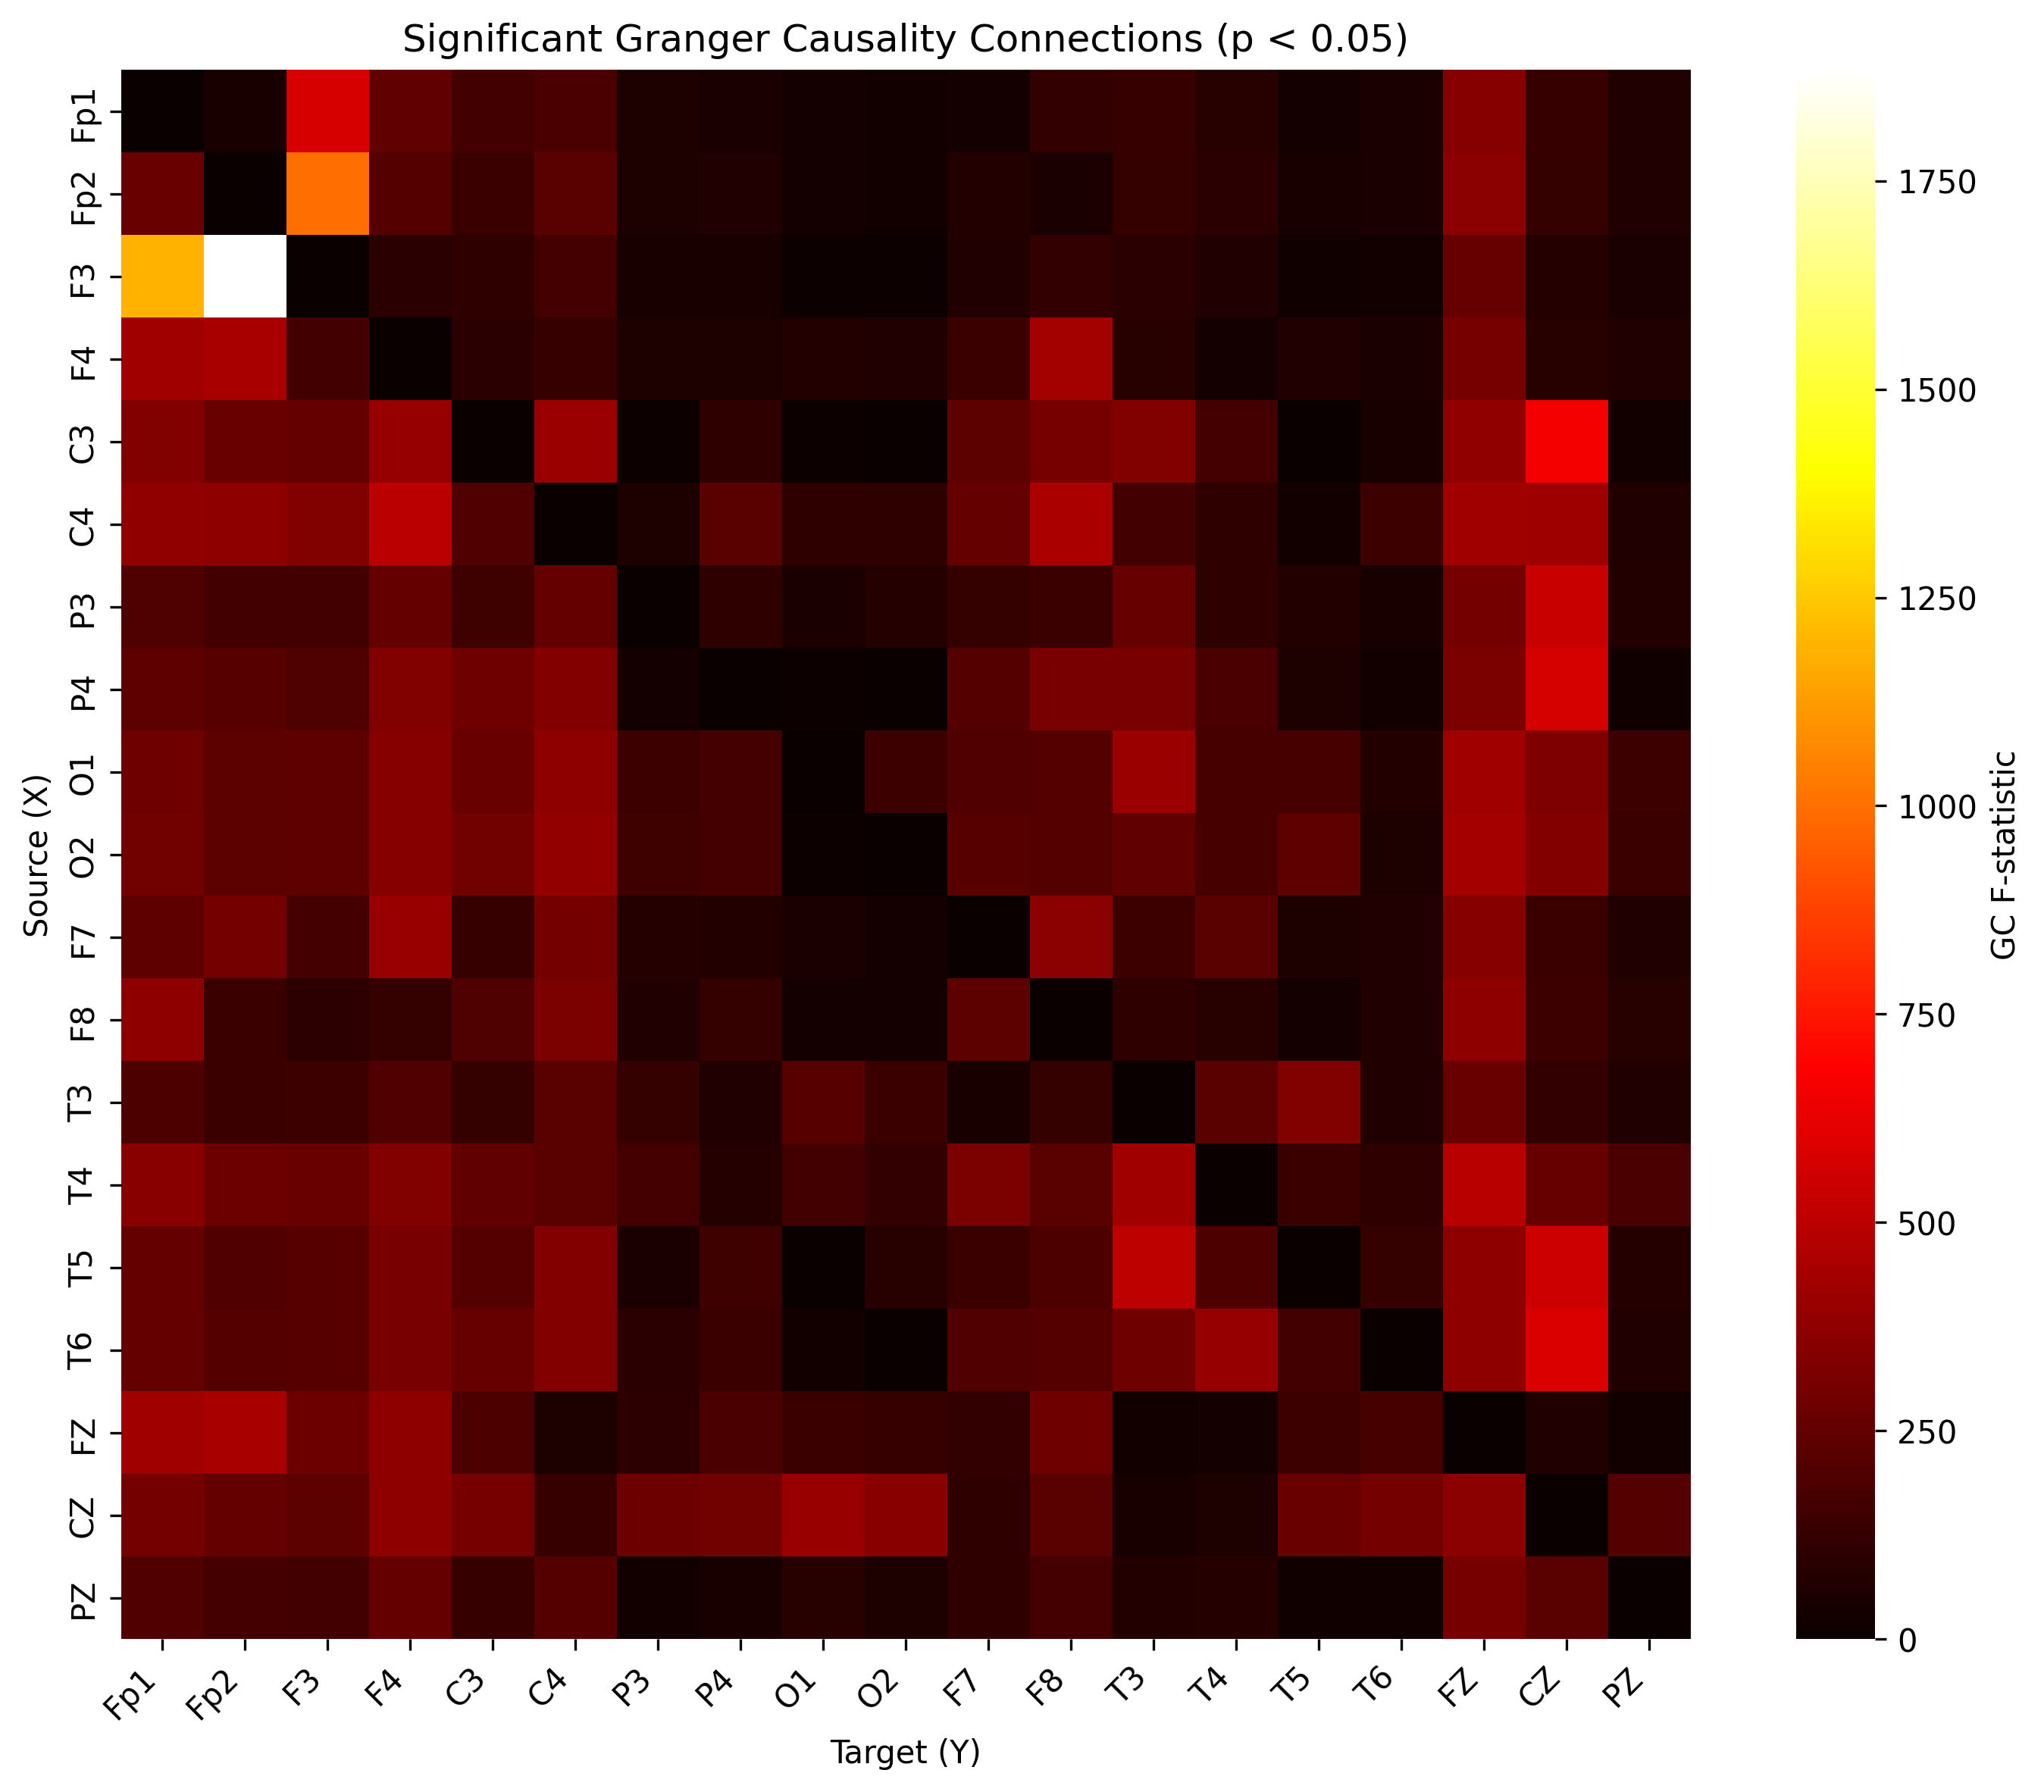 Significant Granger Causality Connections (p < 0.05)
Source (X)
Fp1
Fp2
F3
F4
C3
C4
P3
P4
O1
O2
F7
F8
T3
T4
T5
T6
FZ
CZ
PZ
Fp1 Fp2 F3 F4 C3 C4 P3 P4 O1 O2 F7 F8 T3 T4 T5 T6 FZ CZ PZ
Target (Y)
1750
1500
1250
1000
750
500
250
0
GC F-statistic